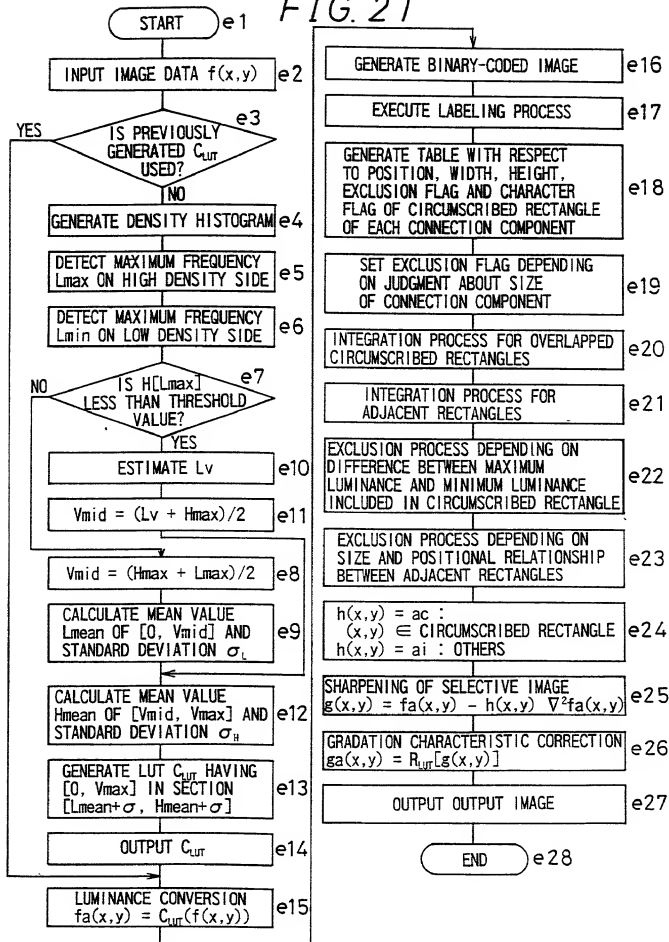 FIG. 21
START e1
INPUT IMAGE DATA f(x,y) e2
e3
YES
IS PREVIOUSLY
GENERATED C_LUT
USED?
NO
GENERATE DENSITY HISTOGRAM e4
DETECT MAXIMUM FREQUENCY
Lmax ON HIGH DENSITY SIDE
e5
DETECT MAXIMUM FREQUENCY
Lmin ON LOW DENSITY SIDE
e6
NO
IS H[Lmax]
LESS THAN THRESHOLD
VALUE?
e7
YES
ESTIMATE Lv e10
Vmid = (Lv + Hmax)/2 e11
Vmid = (Hmax + Lmax)/2 e8
CALCULATE MEAN VALUE
Lmean OF [0, Vmid] AND
STANDARD DEVIATION σL
e9
CALCULATE MEAN VALUE
Hmean OF [Vmid, Vmax] AND
STANDARD DEVIATION σH
e12
GENERATE LUT C_LUT HAVING
[0, Vmax] IN SECTION
[Lmean+σ, Hmean+σ]
e13
OUTPUT C_LUT e14
LUMINANCE CONVERSION
fa(x,y) = C_LUT(f(x,y))
e15
GENERATE BINARY-CODED IMAGE e16
EXECUTE LABELING PROCESS e17
GENERATE TABLE WITH RESPECT
TO POSITION, WIDTH, HEIGHT,
EXCLUSION FLAG AND CHARACTER
FLAG OF CIRCUMSCRIBED RECTANGLE
OF EACH CONNECTION COMPONENT
e18
SET EXCLUSION FLAG DEPENDING
ON JUDGMENT ABOUT SIZE
OF CONNECTION COMPONENT
e19
INTEGRATION PROCESS FOR OVERLAPPED
CIRCUMSCRIBED RECTANGLES
e20
INTEGRATION PROCESS FOR
ADJACENT RECTANGLES
e21
EXCLUSION PROCESS DEPENDING ON
DIFFERENCE BETWEEN MAXIMUM
LUMINANCE AND MINIMUM LUMINANCE
INCLUDED IN CIRCUMSCRIBED RECTANGLE
e22
EXCLUSION PROCESS DEPENDING ON
SIZE AND POSITIONAL RELATIONSHIP
BETWEEN ADJACENT RECTANGLES
e23
h(x,y) = ac :
(x,y) ∈ CIRCUMSCRIBED RECTANGLE
h(x,y) = ai : OTHERS
e24
SHARPENING OF SELECTIVE IMAGE
g(x,y) = fa(x,y) − h(x,y) ∇²fa(x,y)
e25
GRADATION CHARACTERISTIC CORRECTION
ga(x,y) = R_LUT[g(x,y)]
e26
OUTPUT OUTPUT IMAGE e27
END e28